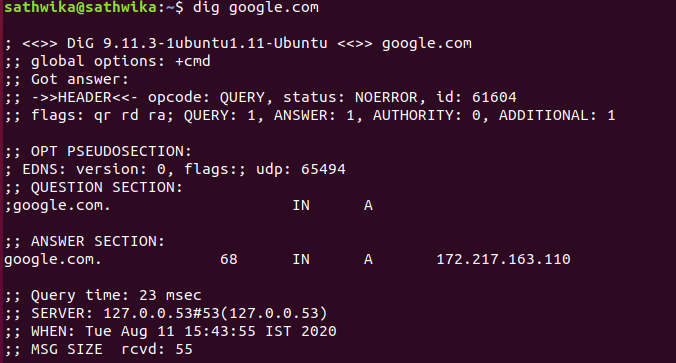 sathwika@sathwika:~$ dig google.com
; <<>> DiG 9.11.3-1ubuntu1.11-Ubuntu <<>> google.com
;; global options: +cmd
;; Got answer:
;; ->>HEADER<<- opcode: QUERY, status: NOERROR, id: 61604
;; flags: qr rd ra; QUERY: 1, ANSWER: 1, AUTHORITY: 0, ADDITIONAL: 1
;; OPT PSEUDOSECTION:
; EDNS: version: 0, flags:; udp: 65494
;; QUESTION SECTION:
;google.com. IN A
;; ANSWER SECTION:
google.com. 68 IN A 172.217.163.110
;; Query time: 23 msec
;; SERVER: 127.0.0.53#53(127.0.0.53)
;; WHEN: Tue Aug 11 15:43:55 IST 2020
;; MSG SIZE rcvd: 55